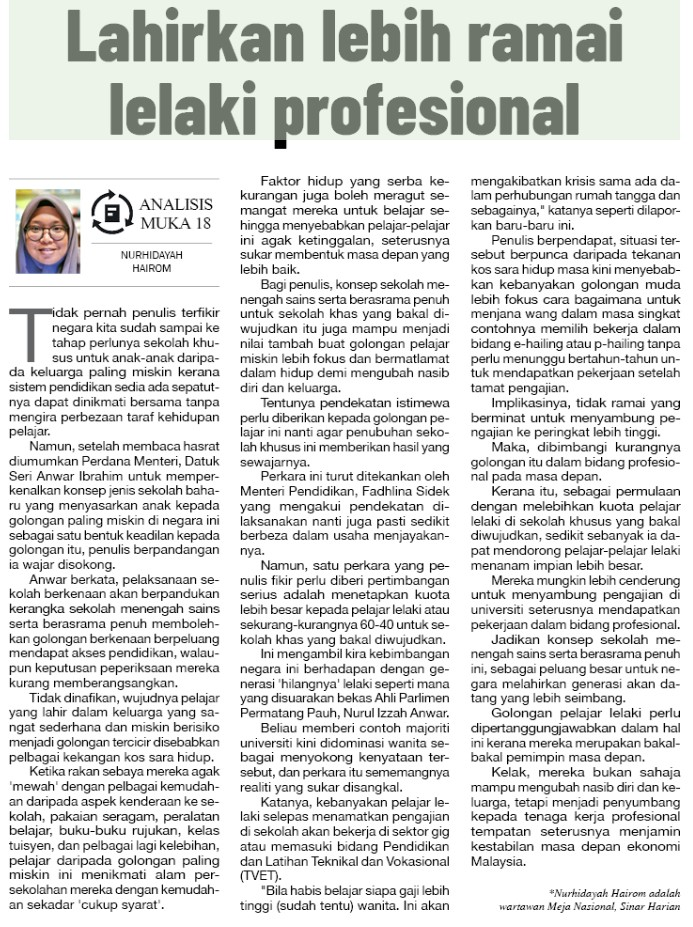 Lahirkan lebih ramai
lelaki profesional
ANALISIS
MUKA 18
NURHIDAYAH
HAIROM
Tidak pernah penulis terfikir
negara kita sudah sampai ke
tahap perlunya sekolah khu-
sus untuk anak-anak daripa-
da keluarga paling miskin kerana
sistem pendidikan sedia ada sepatut-
nya dapat dinikmati bersama tanpa
mengira perbezaan taraf kehidupan
pelajar.
Namun, setelah membaca hasrat
diumumkan Perdana Menteri, Datuk
Seri Anwar Ibrahim untuk memper-
kenalkan konsep jenis sekolah baha-
ru yang menyasarkan anak kepada
golongan paling miskin di negara ini
sebagai satu bentuk keadilan kepada
golongan itu, penulis berpandangan
ia wajar disokong.
Anwar berkata, pelaksanaan se-
kolah berkenaan akan berpandukan
kerangka sekolah menengah sains
serta berasrama penuh memboleh-
kan golongan berkenaan berpeluang
mendapat akses pendidikan, walau-
pun keputusan peperiksaan mereka
kurang memberangsangkan.
Tidak dinafikan, wujudnya pelajar
yang lahir dalam keluarga yang sa-
ngat sederhana dan miskin berisiko
menjadi golongan tercicir disebabkan
pelbagai kekangan kos sara hidup.
Ketika rakan sebaya mereka agak
'mewah' dengan pelbagai kemudah-
an daripada aspek kenderaan ke se-
kolah, pakaian seragam, peralatan
belajar, buku-buku rujukan, kelas
tuisyen, dan pelbagai lagi kelebihan,
pelajar daripada golongan paling
miskin ini menikmati alam per-
sekolahan mereka dengan kemudah-
an sekadar 'cukup syarat'.
Faktor hidup yang serba ke-
kurangan juga boleh meragut se-
mangat mereka untuk belajar se-
hingga menyebabkan pelajar-pelajar
ini agak ketinggalan, seterusnya
sukar membentuk masa depan yang
lebih baik.
Bagi penulis, konsep sekolah me-
nengah sains serta berasrama penuh
untuk sekolah khas yang bakal di-
wujudkan itu juga mampu menjadi
nilai tambah buat golongan pelajar
miskin lebih fokus dan bermatlamat
dalam hidup demi mengubah nasib
diri dan keluarga.
Tentunya pendekatan istimewa
perlu diberikan kepada golongan pe-
lajar ini nanti agar penubuhan seko-
lah khusus ini memberikan hasil yang
sewajarnya.
Perkara ini turut ditekankan oleh
Menteri Pendidikan, Fadhlina Sidek
yang mengakui pendekatan di-
laksanakan nanti juga pasti sedikit
berbeza dalam usaha menjayakan-
nya.
Namun, satu perkara yang pe-
nulis fikir perlu diberi pertimbangan
serius adalah menetapkan kuota
lebih besar kepada pelajar lelaki atau
sekurang-kurangnya 60-40 untuk se-
kolah khas yang bakal diwujudkan.
Ini mengambil kira kebimbangan
negara ini berhadapan dengan ge-
nerasi 'hilangnya' lelaki seperti mana
yang disuarakan bekas Ahli Parlimen
Permatang Pauh, Nurul Izzah Anwar.
Beliau memberi contoh majoriti
universiti kini didominasi wanita se-
bagai menyokong kenyataan ter-
sebut, dan perkara itu sememangnya
realiti yang sukar disangkal.
Katanya, kebanyakan pelajar le-
laki selepas menamatkan pengajian
di sekolah akan bekerja di sektor gig
atau memasuki bidang Pendidikan
dan Latihan Teknikal dan Vokasional
(TVET).
"Bila habis belajar siapa gaji lebih
tinggi (sudah tentu) wanita. Ini akan
mengakibatkan krisis sama ada da-
lam perhubungan rumah tangga dan
sebagainya," katanya seperti dilapor-
kan baru-baru ini.
Penulis berpendapat, situasi ter-
sebut berpunca daripada tekanan
kos sara hidup masa kini menyebab-
kan kebanyakan golongan muda
lebih fokus cara bagaimana untuk
menjana wang dalam masa singkat
contohnya memilih bekerja dalam
bidang e-hailing atau p-hailing tanpa
perlu menunggu bertahun-tahun un-
tuk mendapatkan pekerjaan setelah
tamat pengajian.
Implikasinya, tidak ramai yang
berminat untuk menyambung pe-
ngajian ke peringkat lebih tinggi.
Maka, dibimbangi kurangnya
golongan itu dalam bidang profesio-
nal pada masa depan.
Kerana itu, sebagai permulaan
dengan melebihkan kuota pelajar
lelaki di sekolah khusus yang bakal
diwujudkan, sedikit sebanyak ia da-
pat mendorong pelajar-pelajar lelaki
menanam impian lebih besar.
Mereka mungkin lebih cenderung
untuk menyambung pengajian di
universiti seterusnya mendapatkan
pekerjaan dalam bidang profesional.
Jadikan konsep sekolah me-
nengah sains serta berasrama penuh
ini, sebagai peluang besar untuk ne-
gara melahirkan generasi akan da-
tang yang lebih seimbang.
Golongan pelajar lelaki perlu
dipertanggungjawabkan dalam hal
ini kerana mereka merupakan bakal-
bakal pemimpin masa depan.
Kelak, mereka bukan sahaja
mampu mengubah nasib diri dan ke-
luarga, tetapi menjadi penyumbang
kepada tenaga kerja profesional
tempatan seterusnya menjamin
kestabilan masa depan ekonomi
Malaysia.
*Nurhidayah Hairom adalah
wartawan Meja Nasional, Sinar Harian